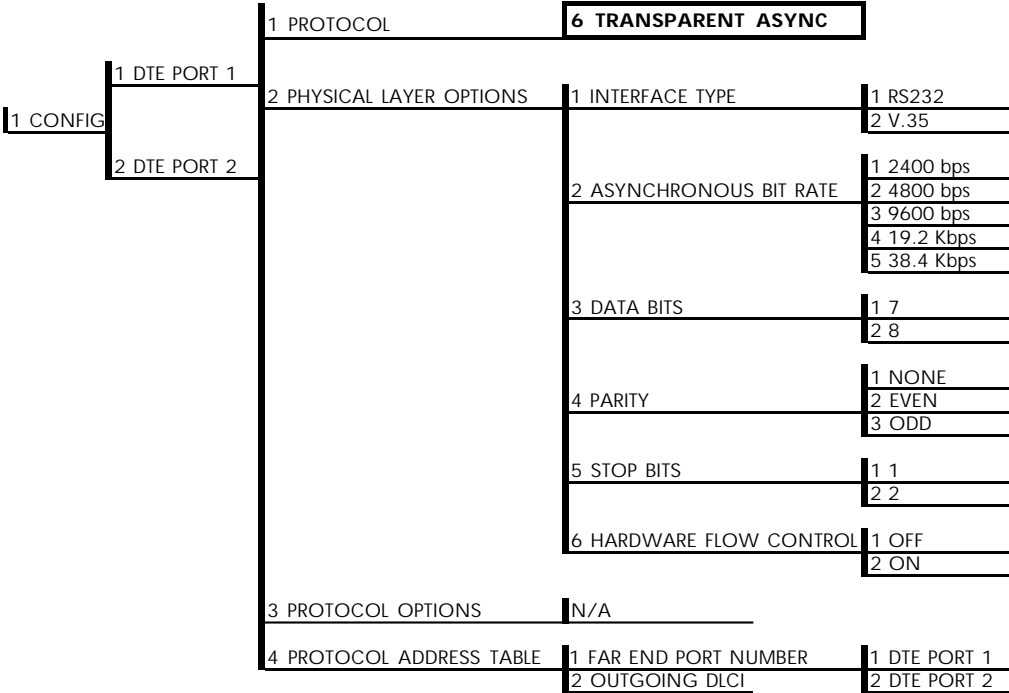 1 PROTOCOL
6 TRANSPARENT ASYNC
1 DTE PORT 1
2 PHYSICAL LAYER OPTIONS
1 INTERFACE TYPE
1 RS232
1 CONFIG
2 V.35
2 DTE PORT 2
1 2400 bps
2 ASYNCHRONOUS BIT RATE
2 4800 bps
3 9600 bps
4 19.2 Kbps
5 38.4 Kbps
3 DATA BITS
1 7
2 8
1 NONE
4 PARITY
2 EVEN
3 ODD
5 STOP BITS
1 1
2 2
6 HARDWARE FLOW CONTROL
1 OFF
2 ON
3 PROTOCOL OPTIONS
N/A
4 PROTOCOL ADDRESS TABLE
1 FAR END PORT NUMBER
1 DTE PORT 1
2 OUTGOING DLCI
2 DTE PORT 2